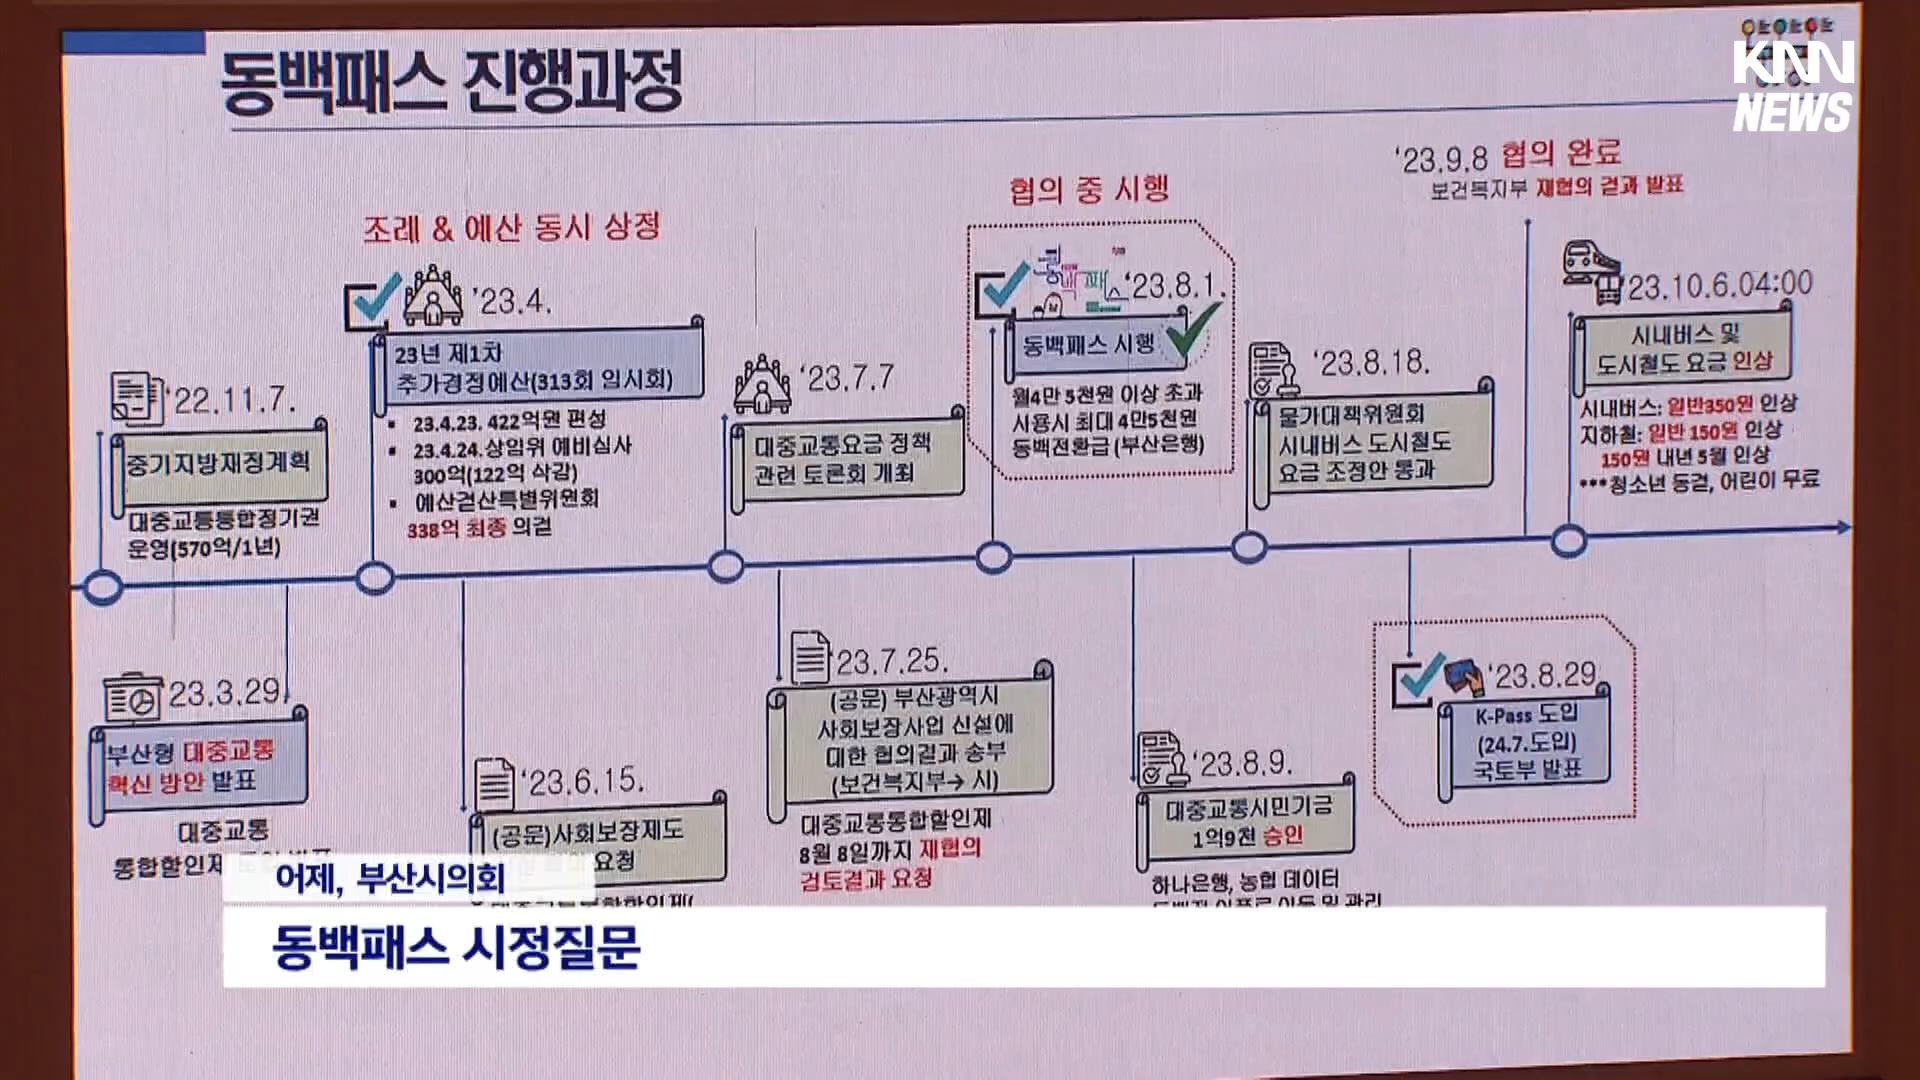 동백패스 진행과정
KNN
NEWS
'22.11.7.
중기지방재정계획
대중교통통합정기권
운영(570억/1년)
23.3.29.
부산형 대중교통
혁신 방안 발표
대중교통
통합할인제
조례 & 예산 동시 상정
'23.4.
23년 제1차
추가경정예산(313회 임시회)
▪ 23.4.23. 422억원 편성
▪ 23.4.24.상임위 예비심사
300억(122억 삭감)
▪ 예산결산특별위원회
338억 최종 의결
'23.6.15.
(공문)사회보장제도
요청
'23.7.7
대중교통요금 정책
관련 토론회 개최
'23.7.25.
(공문) 부산광역시
사회보장사업 신설에
대한 협의결과 송부
(보건복지부→ 시)
대중교통통합할인제
8월 8일까지 재협의
검토결과 요청
협의 중 시행
동백패스 '23.8.1.
동백패스 시행
월4만 5천원 이상 초과
사용시 최대 4만5천원
동백전환급 (부산은행)
'23.8.9.
대중교통시민기금
1억9천 승인
하나은행, 농협 데이터
'23.8.18.
물가대책위원회
시내버스 도시철도
요금 조정안 통과
'23.8.29.
K-Pass 도입
(24.7.도입)
국토부 발표
'23.9.8 협의 완료
보건복지부 재협의 결과 발표
23.10.6.04:00
시내버스 및
도시철도 요금 인상
시내버스: 일반350원 인상
지하철: 일반 150원 인상
150원 내년 5월 인상
***청소년 동결, 어린이 무료
어제, 부산시의회
동백패스 시정질문